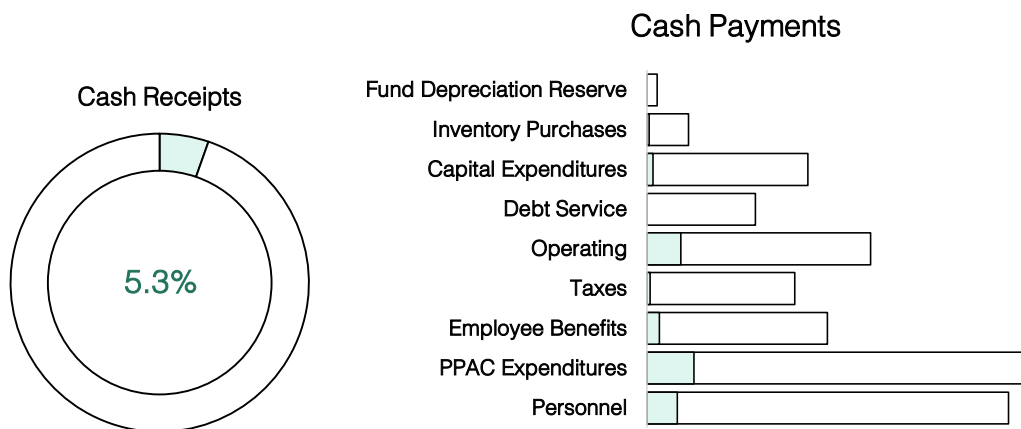 Cash Receipts
5.3%
Cash Payments
Fund Depreciation Reserve
Inventory Purchases
Capital Expenditures
Debt Service
Operating
Taxes
Employee Benefits
PPAC Expenditures
Personnel